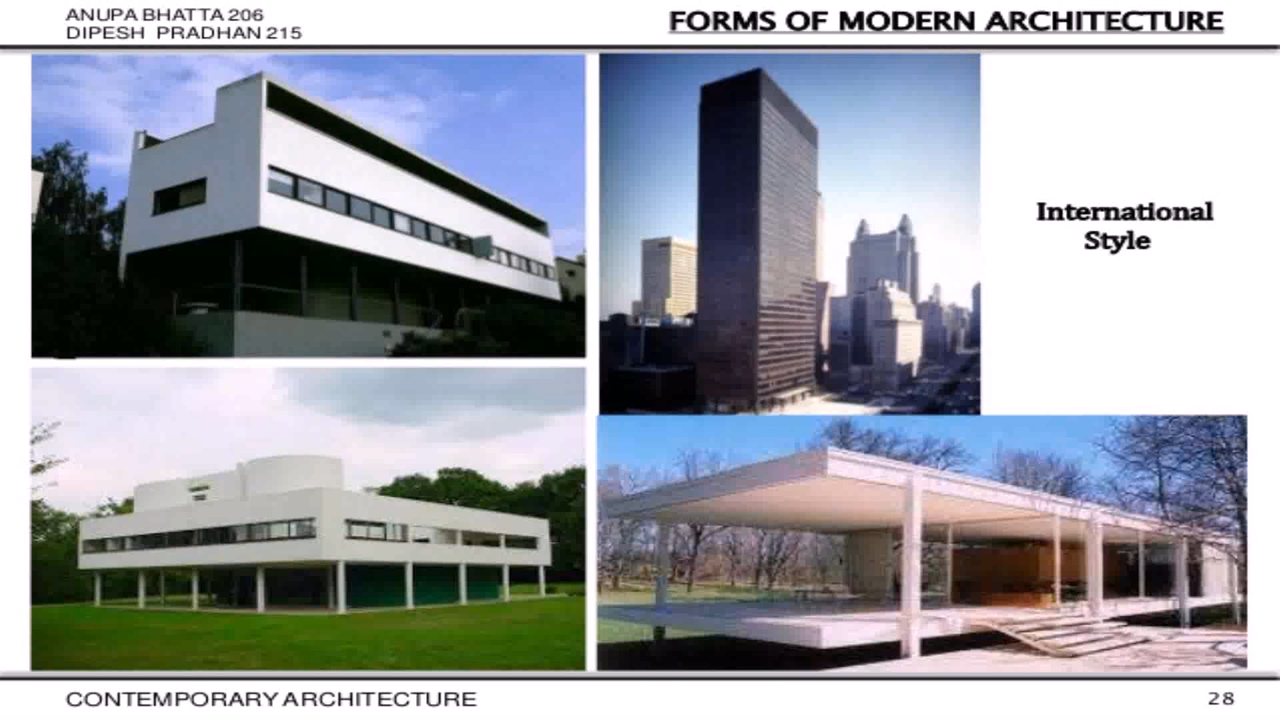 ANUPA BHATTA 206
DIPESH PRADHAN 215
FORMS OF MODERN ARCHITECTURE
International
Style
CONTEMPORARY ARCHITECTURE
28